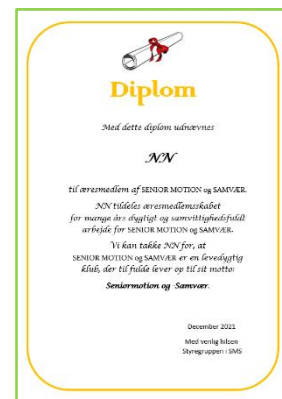 Diplom
Med dette diplom udnævnes
NN
til æresmedlem af SENIOR MOTION og SAMVÆR
NN tildeles æresmedlemsskabet
for mange års dygtigt og samvittighedsfuldt
arbejde for SENIOR MOTION og SAMVÆR.
Vi kan takke NN for, at
SENIOR MOTION og SAMVÆR er en levedygtig
klub, der til fulde lever op til sit motto:
Seniormotion og Samvær.
December 2021
Med venlig hilsen
Styregruppen i SMS